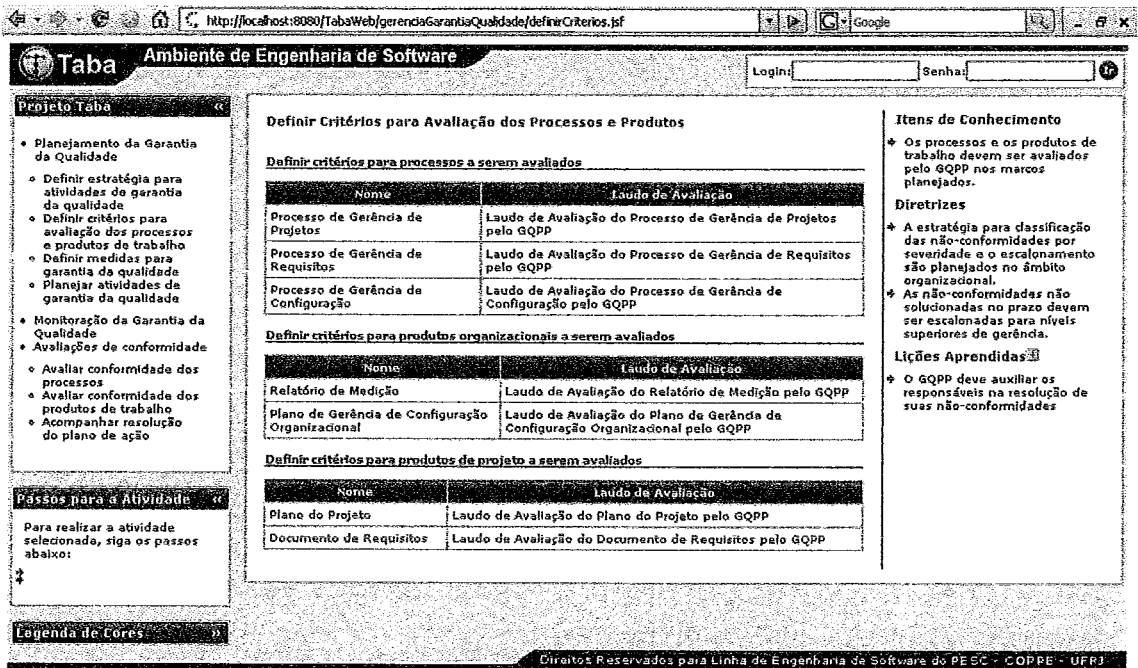 http://localhost:8080/TabaWeb/gerenciaGarantiaQualidade/definirCriterios.jsf
Google
Taba
Ambiente de Engenharia de Software
Login:
Senha:
Projeto Taba
• Planejamento da Garantia
da Qualidade
Definir estratégia para
atividades de garantia
da qualidade
Definir critérios para
avaliação dos processos
e produtos de trabalho
Definir medidas para
garantia da qualidade
Planejar atividades de
garantia da qualidade
• Monitoração da Garantia da
Qualidade
• Avaliações de conformidade
Avaliar conformidade dos
processos
Avaliar conformidade dos
produtos de trabalho
Acompanhar resolução
do plano de ação
Passos para a Atividade
Para realizar a atividade
selecionada, siga os passos
abaixo:
Legenda de Cores
Definir Critérios para Avaliação dos Processos e Produtos
Definir critérios para processos a serem avaliados
Nome Laudo de Avaliação
Processo de Gerência de
Projetos
Laudo de Avaliação do Processo de Gerência de Projetos
pelo GQPP
Processo de Gerência de
Requisitos
Laudo de Avaliação do Processo de Gerência de Requisitos
pelo GQPP
Processo de Gerência de
Configuração
Laudo de Avaliação do Processo de Gerência de
Configuração pelo GQPP
Definir critérios para produtos organizacionais a serem avaliados
Nome Laudo de Avaliação
Relatório de Medição Laudo de Avaliação do Relatório de Medição pelo GQPP
Plano de Gerência de Configuração
Organizacional
Laudo de Avaliação do Plano de Gerência de
Configuração Organizacional pelo GQPP
Definir critérios para produtos de projeto a serem avaliados
Nome Laudo de Avaliação
Plano do Projeto Laudo de Avaliação do Plano do Projeto pelo GQPP
Documento de Requisitos Laudo de Avaliação do Documento de Requisitos pelo GQPP
Itens de Conhecimento
Os processos e os produtos de
trabalho devem ser avaliados
pelo GQPP nos marcos
planejados.
Diretrizes
A estratégia para classificação
das não-conformidades por
severidade e o escalonamento
são planejados no âmbito
organizacional.
As não-conformidades não
solucionadas no prazo devem
ser escalonadas para níveis
superiores de gerência.
Lições Aprendidas
O GQPP deve auxiliar os
responsáveis na resolução de
suas não-conformidades
Direitos Reservados para Linha de Engenharia de Software do PESC - COPPE - UFRJ